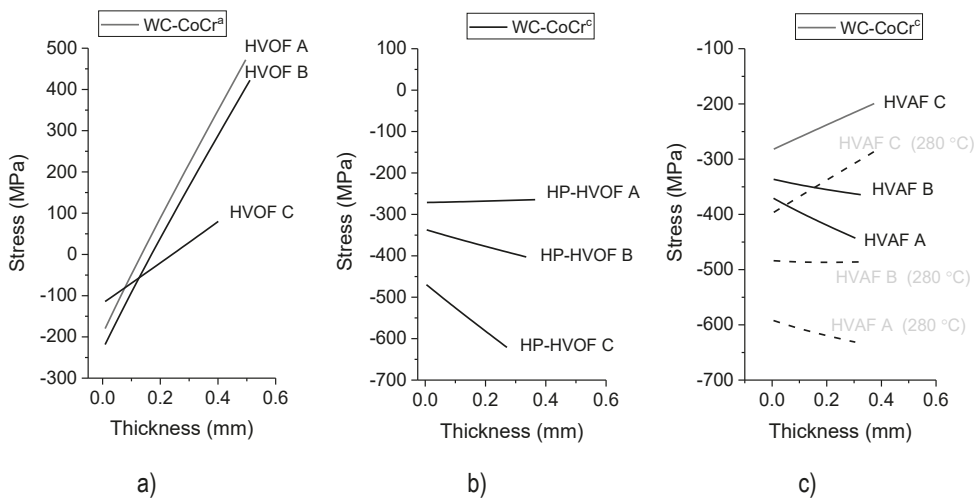 WC-CoCrᵃ
500
400
300
200
100
0
-100
-200
-300
Stress (MPa)
HVOF A
HVOF B
HVOF C
0.0 0.2 0.4 0.6
Thickness (mm)
a)
WC-CoCrᶜ
100
0
-100
-200
-300
-400
-500
-600
-700
Stress (MPa)
HP-HVOF A
HP-HVOF B
HP-HVOF C
0.0 0.2 0.4 0.6
Thickness (mm)
b)
WC-CoCrᶜ
-100
-200
-300
-400
-500
-600
-700
Stress (MPa)
HVAF C
HVAF C (280 °C)
HVAF B
HVAF A
HVAF B (280 °C)
HVAF A (280 °C)
0.0 0.2 0.4 0.6
Thickness (mm)
c)